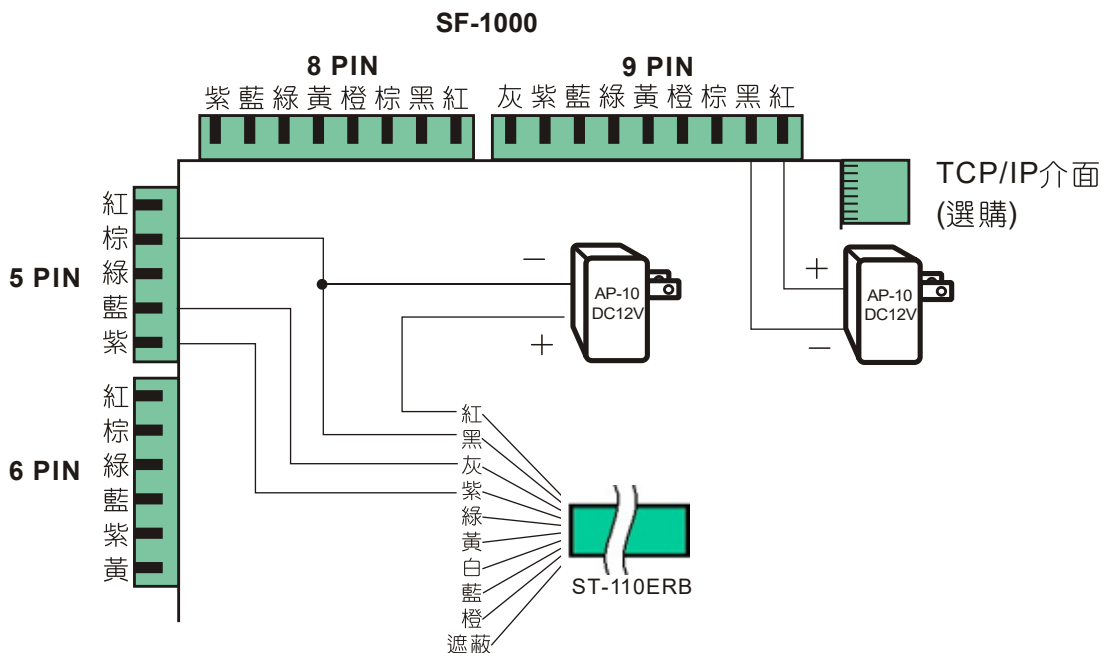 SF-1000
8 PIN
9 PIN
紫藍綠黃橙棕黑紅
灰紫藍綠黃橙棕黑紅
TCP/IP介面
(選購)
5 PIN
紅
棕
綠
藍
紫
6 PIN
紅
棕
綠
藍
紫
黃
−
AP-10
DC12V
+
+
AP-10
DC12V
−
紅
黑
灰
紫
綠
黃
白
藍
橙
遮蔽
ST-110ERB